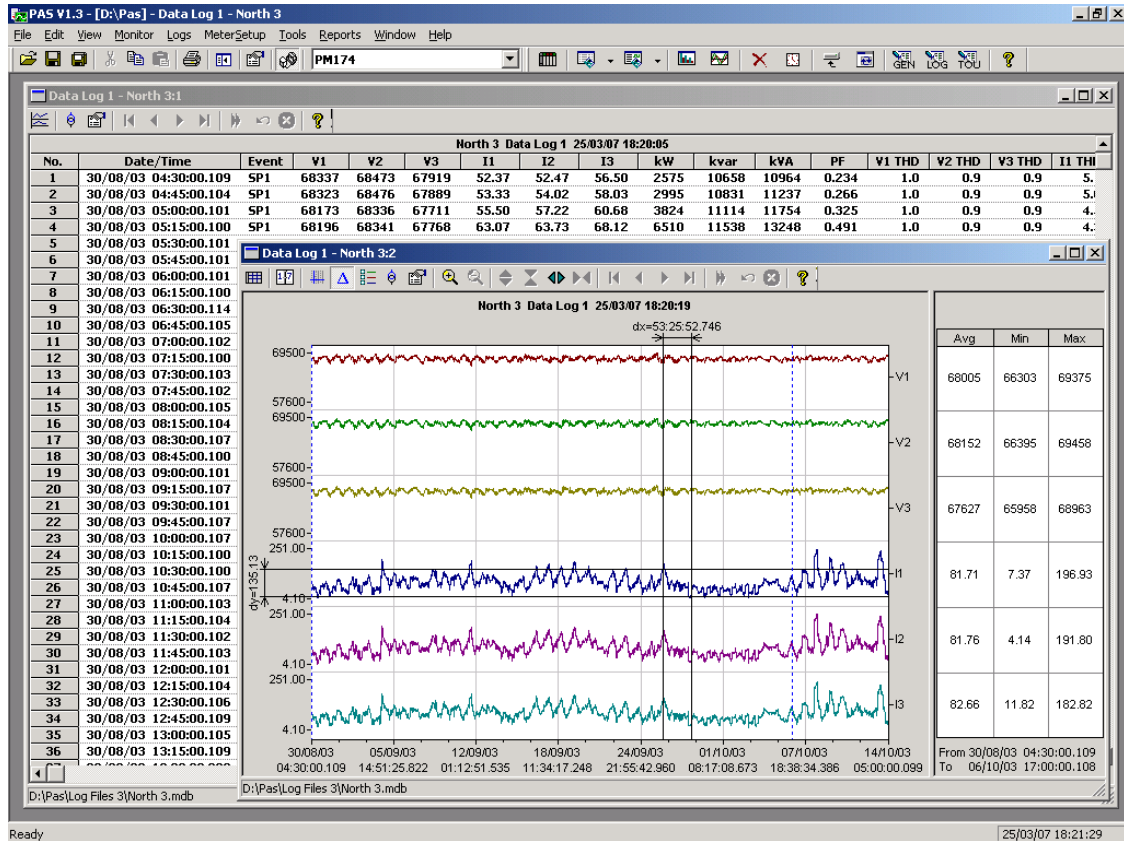 PAS V1.3 - [D:\Pas] - Data Log 1 - North 3
File Edit View Monitor Logs MeterSetup Tools Reports Window Help
PM174
GEN LOG TOU
Data Log 1 - North 3:1
North 3 Data Log 1 25/03/07 18:20:05
No. Date/Time Event V1 V2 V3 I1 I2 I3 kW kvar kVA PF V1 THD V2 THD V3 THD I1 THI
1 30/08/03 04:30:00.109 SP1 68337 68473 67919 52.37 52.47 56.50 2575 10658 10964 0.234 1.0 0.9 0.9 5.
2 30/08/03 04:45:00.104 SP1 68323 68476 67889 53.33 54.02 58.03 2995 10831 11237 0.266 1.0 0.9 0.9 5.
3 30/08/03 05:00:00.101 SP1 68173 68336 67711 55.50 57.22 60.68 3824 11114 11754 0.325 1.0 0.9 0.9 4.
4 30/08/03 05:15:00.100 SP1 68196 68341 67768 63.07 63.73 68.12 6510 11538 13248 0.491 1.0 0.9 0.9 4.
5 30/08/03 05:30:00.101
6 30/08/03 05:45:00.101
7 30/08/03 06:00:00.101
8 30/08/03 06:15:00.100
9 30/08/03 06:30:00.114
10 30/08/03 06:45:00.105
11 30/08/03 07:00:00.102
12 30/08/03 07:15:00.100
13 30/08/03 07:30:00.103
14 30/08/03 07:45:00.102
15 30/08/03 08:00:00.105
16 30/08/03 08:15:00.104
17 30/08/03 08:30:00.107
18 30/08/03 08:45:00.100
19 30/08/03 09:00:00.101
20 30/08/03 09:15:00.107
21 30/08/03 09:30:00.101
22 30/08/03 09:45:00.107
23 30/08/03 10:00:00.107
24 30/08/03 10:15:00.100
25 30/08/03 10:30:00.100
26 30/08/03 10:45:00.107
27 30/08/03 11:00:00.103
28 30/08/03 11:15:00.104
29 30/08/03 11:30:00.102
30 30/08/03 11:45:00.103
31 30/08/03 12:00:00.101
32 30/08/03 12:15:00.104
33 30/08/03 12:30:00.106
34 30/08/03 12:45:00.109
35 30/08/03 13:00:00.105
36 30/08/03 13:15:00.109
D:\Pas\Log Files 3\North 3.mdb
Data Log 1 - North 3:2
North 3 Data Log 1 25/03/07 18:20:19
dx=53:25:52.746
Avg Min Max
69500
V1 68005 66303 69375
57600
69500
V2 68152 66395 69458
57600
69500
V3 67627 65958 68963
57600
251.00
dy=135.13
I1 81.71 7.37 196.93
4.10
251.00
I2 81.76 4.14 191.80
4.10
251.00
I3 82.66 11.82 182.82
4.10
30/08/03 05/09/03 12/09/03 18/09/03 24/09/03 01/10/03 07/10/03 14/10/03
04:30:00.109 14:51:25.822 01:12:51.535 11:34:17.248 21:55:42.960 08:17:08.673 18:38:34.386 05:00:00.099
From 30/08/03 04:30:00.109
To 06/10/03 17:00:00.108
D:\Pas\Log Files 3\North 3.mdb
Ready
25/03/07 18:21:29